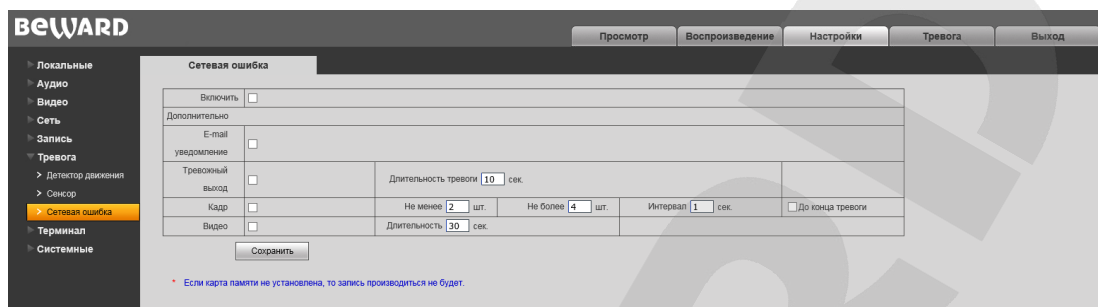 BEWARD
Просмотр Воспроизведение Настройки Тревога Выход
Локальные
Аудио
Видео
Сеть
Запись
Тревога
Детектор движения
Сенсор
Сетевая ошибка
Терминал
Системные
Сетевая ошибка
Включить
Дополнительно
E-mail
уведомление
Тревожный
выход
Длительность тревоги 10 сек.
Кадр Не менее 2 шт. Не более 4 шт. Интервал 1 сек. До конца тревоги
Видео Длительность 30 сек.
Сохранить
* Если карта памяти не установлена, то запись производиться не будет.